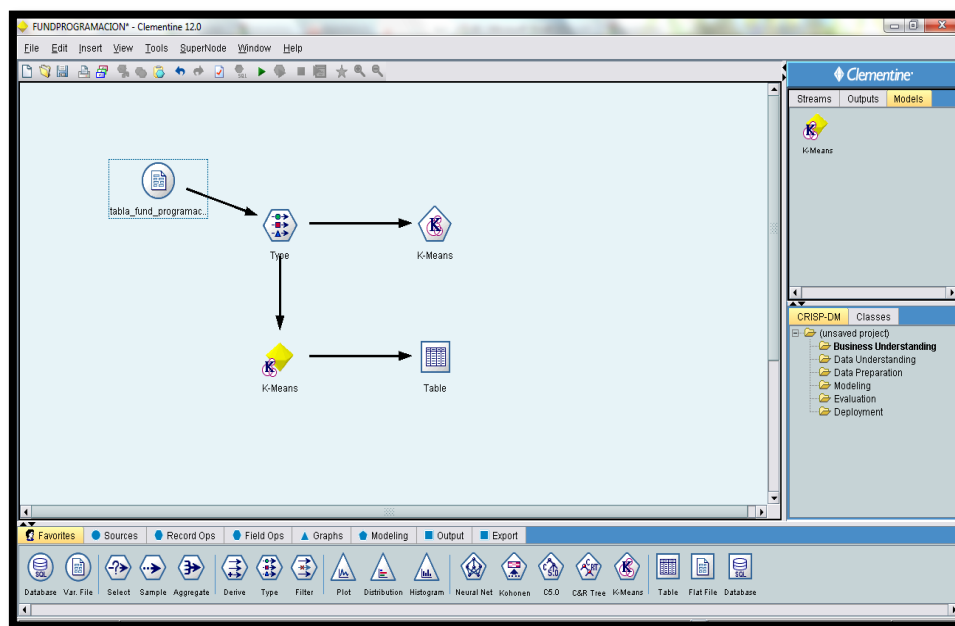 FUNDPROGRAMACION* - Clementine 12.0
File Edit Insert View Tools SuperNode Window Help
Clementine
Streams Outputs Models
K-Means
tabla_fund_programac..
Type
K-Means
K-Means
Table
CRISP-DM Classes
(unsaved project)
Business Understanding
Data Understanding
Data Preparation
Modeling
Evaluation
Deployment
Favorites Sources Record Ops Field Ops Graphs Modeling Output Export
SQL SQL
Database Var. File Select Sample Aggregate Derive Type Filter Plot Distribution Histogram Neural Net Kohonen C5.0 C&R Tree K-Means Table Flat File Database